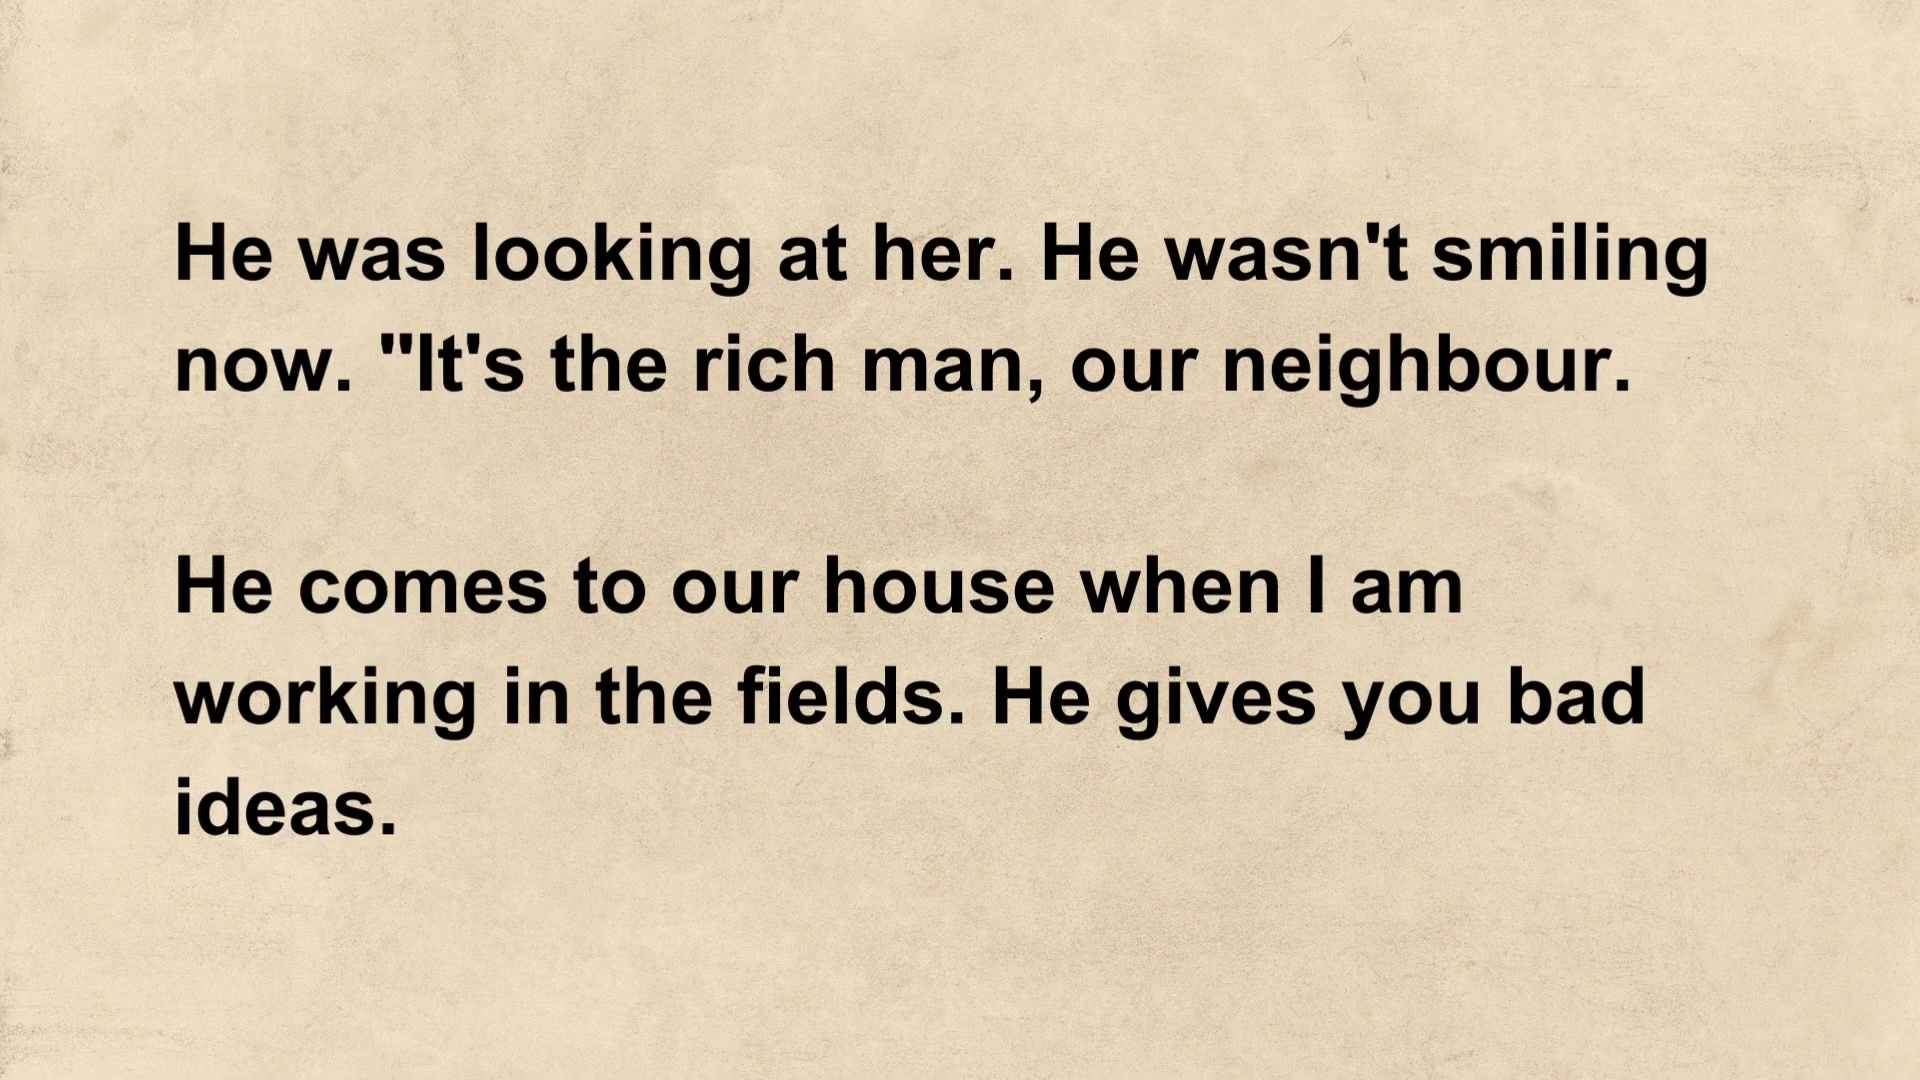 He was looking at her. He wasn't smiling
now. "It's the rich man, our neighbour.
He comes to our house when I am
working in the fields. He gives you bad
ideas.